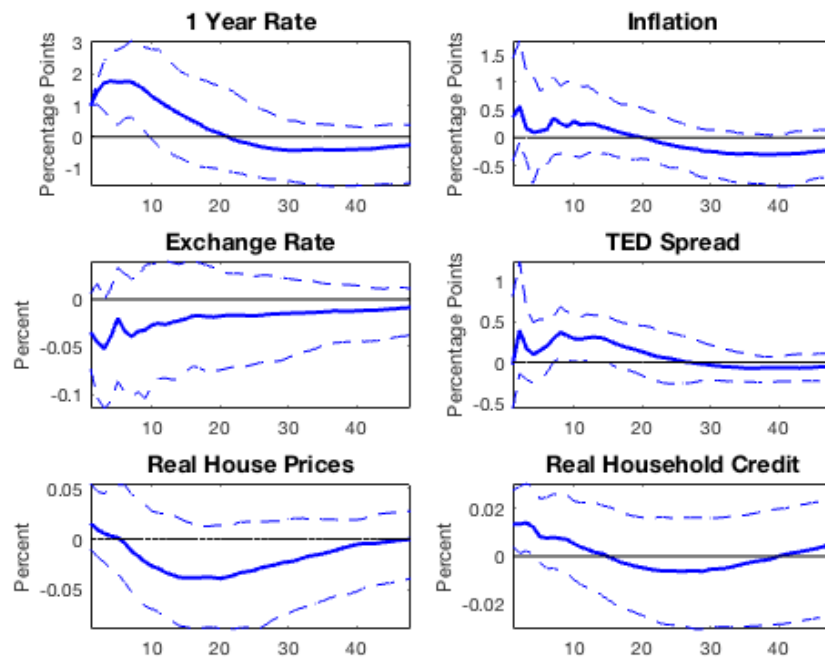 1 Year Rate
Percentage Points
3
2
1
0
-1
10 20 30 40
Inflation
Percentage Points
1.5
1
0.5
0
-0.5
10 20 30 40
Exchange Rate
Percent
0
-0.05
-0.1
10 20 30 40
TED Spread
Percentage Points
1
0.5
0
-0.5
10 20 30 40
Real House Prices
Percent
0.05
0
-0.05
10 20 30 40
Real Household Credit
Percent
0.02
0
-0.02
10 20 30 40